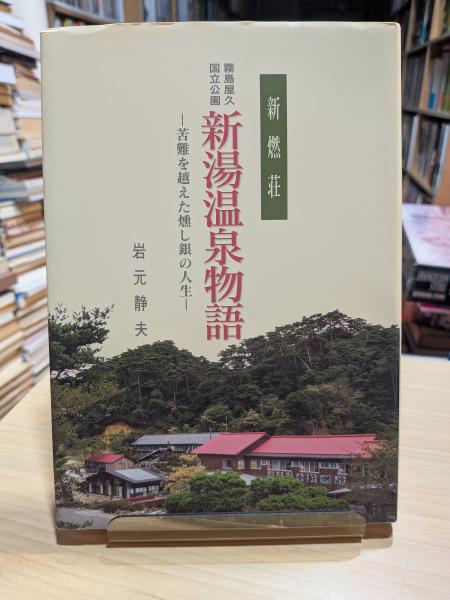 新燃荘
霧島屋久
国立公園
新湯温泉物語
―苦難を越えた燻し銀の人生―
岩元静夫